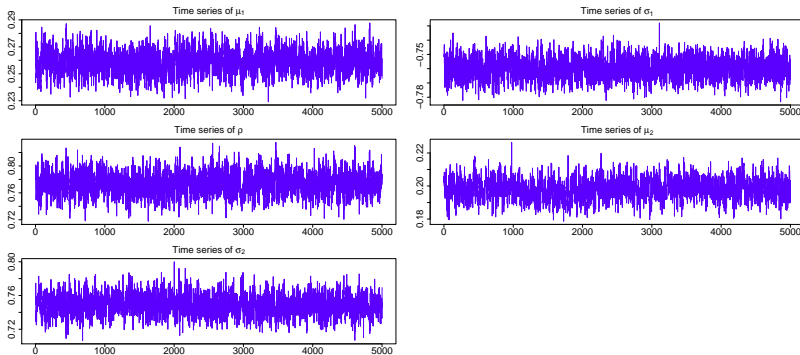 Time series of μ₁
0.23 0.25 0.27 0.29
0 1000 2000 3000 4000 5000
Time series of σ₁
−0.78 −0.75
0 1000 2000 3000 4000 5000
Time series of ρ
0.72 0.76 0.80
0 1000 2000 3000 4000 5000
Time series of μ₂
0.18 0.20 0.22
0 1000 2000 3000 4000 5000
Time series of σ₂
0.72 0.76 0.80
0 1000 2000 3000 4000 5000